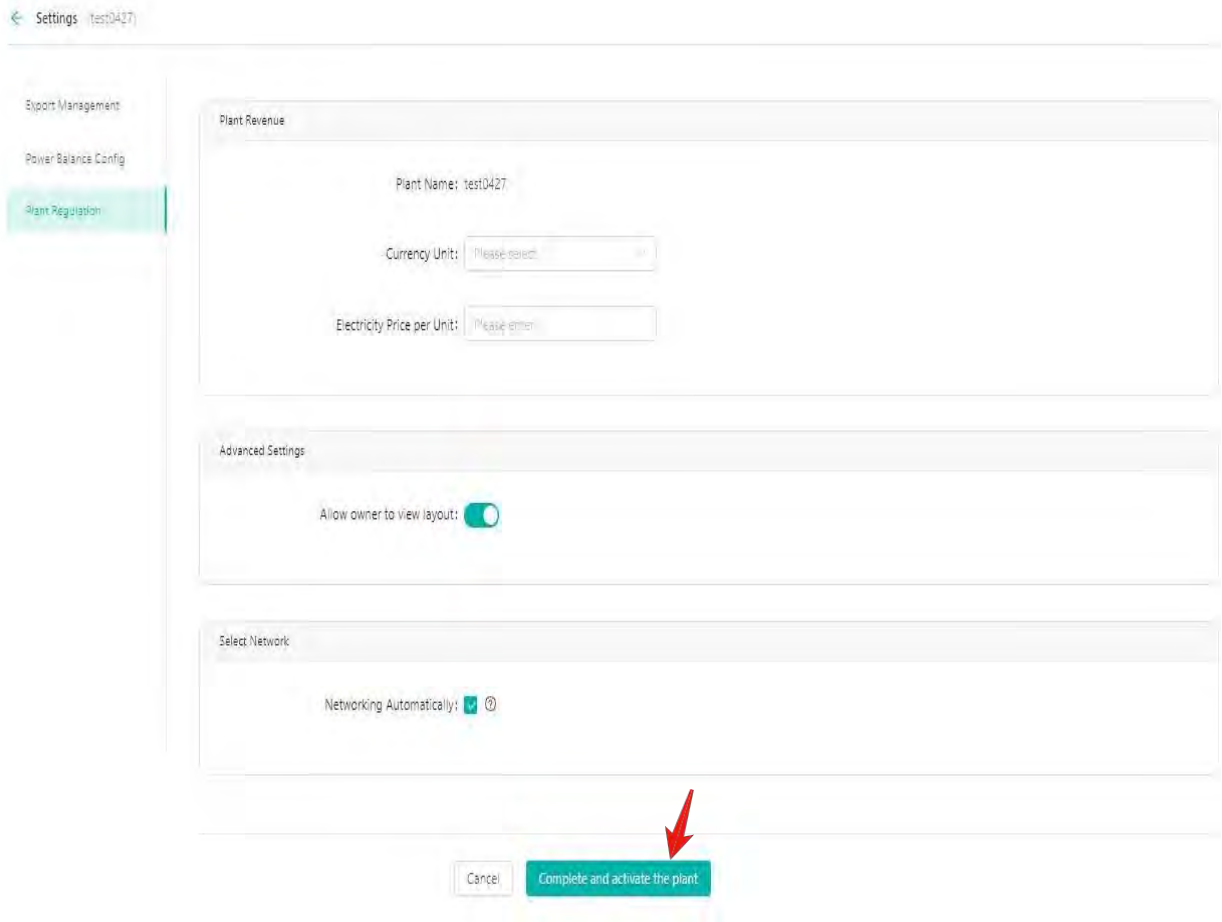 Settings test0427
Export Management
Power Balance Config
Plant Regulation
Plant Revenue
Plant Name: test0427
Currency Unit: Please select
Electricity Price per Unit: Please enter
Advanced Settings
Allow owner to view layout:
Select Network
Networking Automatically: ?
Cancel
Complete and activate the plant